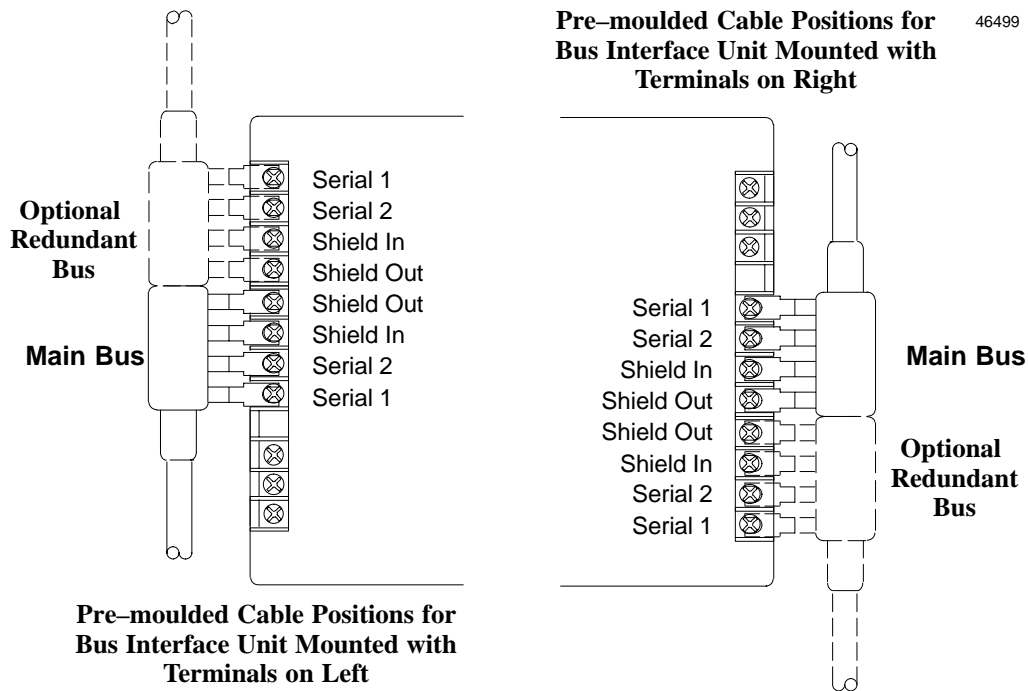 Pre–moulded Cable Positions for
Bus Interface Unit Mounted with
Terminals on Right
46499
Optional
Redundant
Bus
Main Bus
Serial 1
Serial 2
Shield In
Shield Out
Shield Out
Shield In
Serial 2
Serial 1
Pre–moulded Cable Positions for
Bus Interface Unit Mounted with
Terminals on Left
Serial 1
Serial 2
Shield In
Shield Out
Shield Out
Shield In
Serial 2
Serial 1
Main Bus
Optional
Redundant
Bus